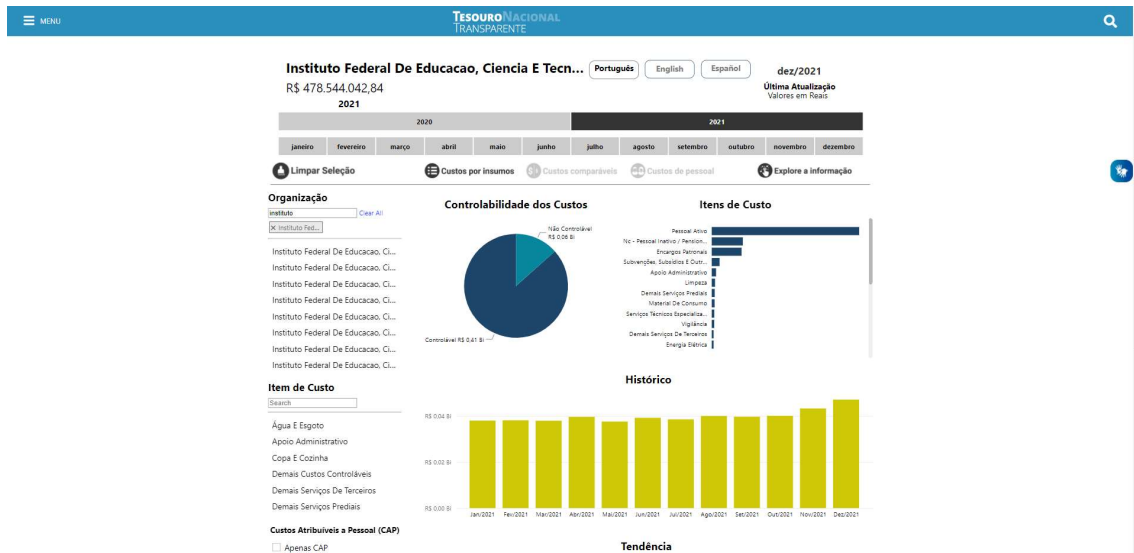 MENU
TESOURONACIONAL
TRANSPARENTE
Instituto Federal De Educacao, Ciencia E Tecn...
Português
English
Español
dez/2021
R$ 478.544.042,84
Última Atualização
Valores em Reais
2021
2020
2021
janeiro fevereiro março abril maio junho julho agosto setembro outubro novembro dezembro
Limpar Seleção
Custos por insumos
Custos comparáveis
Custos de pessoal
Explore a informação
Organização
instituto
Clear All
Instituto Fed...
Instituto Federal De Educacao, Ci...
Instituto Federal De Educacao, Ci...
Instituto Federal De Educacao, Ci...
Instituto Federal De Educacao, Ci...
Instituto Federal De Educacao, Ci...
Instituto Federal De Educacao, Ci...
Instituto Federal De Educacao, Ci...
Instituto Federal De Educacao, Ci...
Item de Custo
Search
Água E Esgoto
Apoio Administrativo
Copa E Cozinha
Demais Custos Controláveis
Demais Serviços De Terceiros
Demais Serviços Prediais
Custos Atribuíveis a Pessoal (CAP)
Apenas CAP
Controlabilidade dos Custos
Não Controlável
R$ 0,06 Bi
Controlável R$ 0,41 Bi
Itens de Custo
Pessoal Ativo
Nc - Pessoal Inativo / Pension...
Encargos Patronais
Subvenções, Subsídios E Outr...
Apoio Administrativo
Limpeza
Demais Serviços Prediais
Material De Consumo
Serviços Técnicos Especializa...
Vigilância
Demais Serviços De Terceiros
Energia Elétrica
Histórico
R$ 0,04 Bi
R$ 0,02 Bi
R$ 0,00 Bi
Jan/2021 Fev/2021 Mar/2021 Abr/2021 Mai/2021 Jun/2021 Jul/2021 Ago/2021 Set/2021 Out/2021 Nov/2021 Dez/2021
Tendência